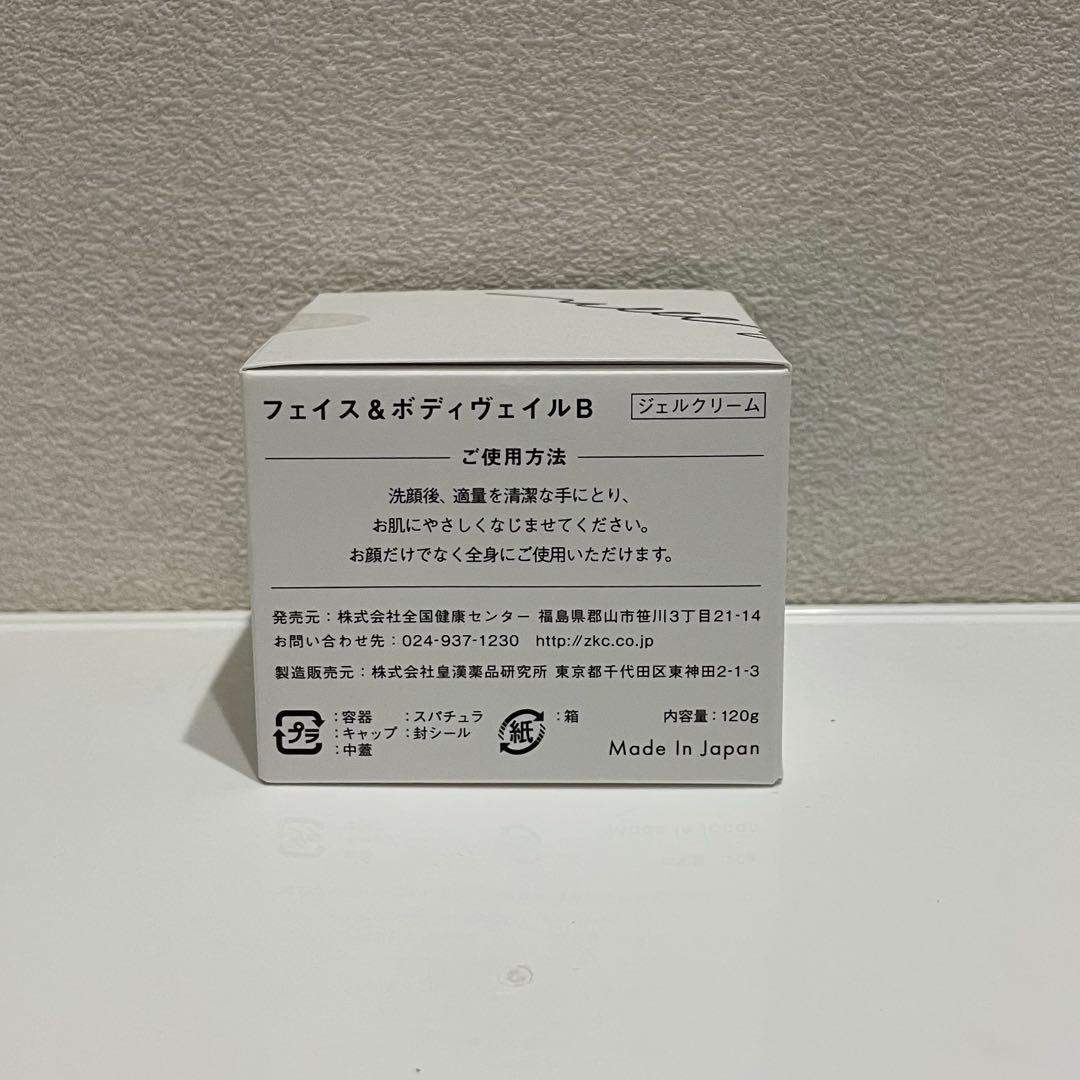 フェイス&ボディヴェイルB ジェルクリーム
ご使用方法
洗顔後、適量を清潔な手にとり、
お肌にやさしくなじませてください。
お顔だけでなく全身にご使用いただけます。
発売元：株式会社全国健康センター 福島県郡山市笹川3丁目21-14
お問い合わせ先：024-937-1230 http://zkc.co.jp
製造販売元：株式会社皇漢薬品研究所 東京都千代田区東神田2-1-3
プラ ：容器 ：スパチュラ 紙 ：箱 内容量：120g
：キャップ ：封シール
：中蓋 Made In Japan